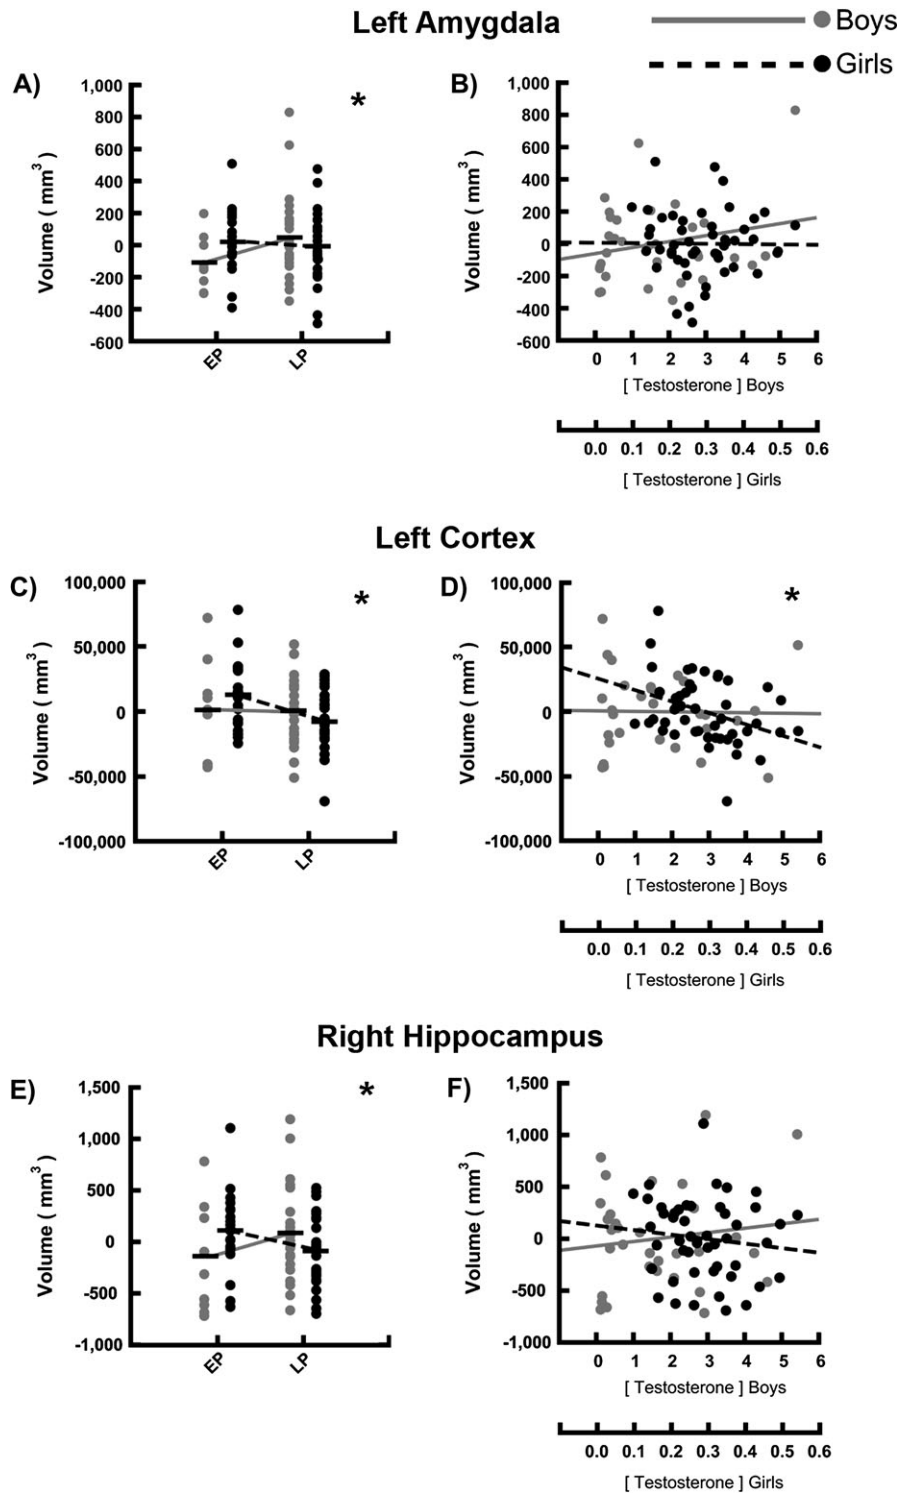 Left Amygdala
Boys
Girls
A)
1,000
800
600
400
200
0
-200
-400
-600
Volume ( mm³ )
EP
LP
*
B)
1,000
800
600
400
200
0
-200
-400
-600
Volume ( mm³ )
0 1 2 3 4 5 6
[ Testosterone ] Boys
0.0 0.1 0.2 0.3 0.4 0.5 0.6
[ Testosterone ] Girls
Left Cortex
C)
100,000
50,000
0
-50,000
-100,000
Volume ( mm³ )
EP
LP
*
D)
100,000
50,000
0
-50,000
-100,000
Volume ( mm³ )
*
0 1 2 3 4 5 6
[ Testosterone ] Boys
0.0 0.1 0.2 0.3 0.4 0.5 0.6
[ Testosterone ] Girls
Right Hippocampus
E)
1,500
1,000
500
0
-500
-1,000
Volume ( mm³ )
EP
LP
*
F)
1,500
1,000
500
0
-500
-1,000
Volume ( mm³ )
0 1 2 3 4 5 6
[ Testosterone ] Boys
0.0 0.1 0.2 0.3 0.4 0.5 0.6
[ Testosterone ] Girls